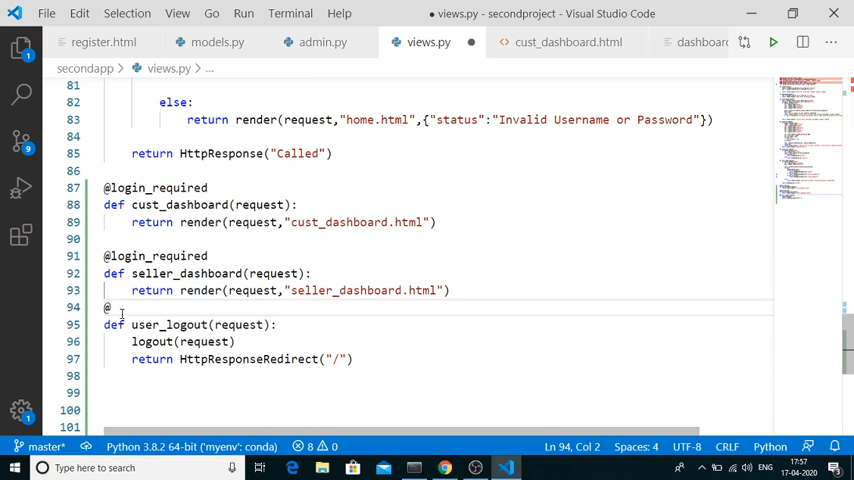 File Edit Selection View Go Run Terminal Help ● views.py - secondproject - Visual Studio Code
register.html models.py admin.py views.py ● cust_dashboard.html dashboarc
secondapp > views.py > ...
81
82 else:
83 return render(request,"home.html",{"status":"Invalid Username or Password"})
84
85 return HttpResponse("Called")
86
87 @login_required
88 def cust_dashboard(request):
89 return render(request,"cust_dashboard.html")
90
91 @login_required
92 def seller_dashboard(request):
93 return render(request,"seller_dashboard.html")
94 @
95 def user_logout(request):
96 logout(request)
97 return HttpResponseRedirect("/")
98
99
100
101
master* Python 3.8.2 64-bit ('myenv': conda) 8 0 Ln 94, Col 2 Spaces: 4 UTF-8 CRLF Python
Type here to search ENG 17:57
17-04-2020
1
9
1
3